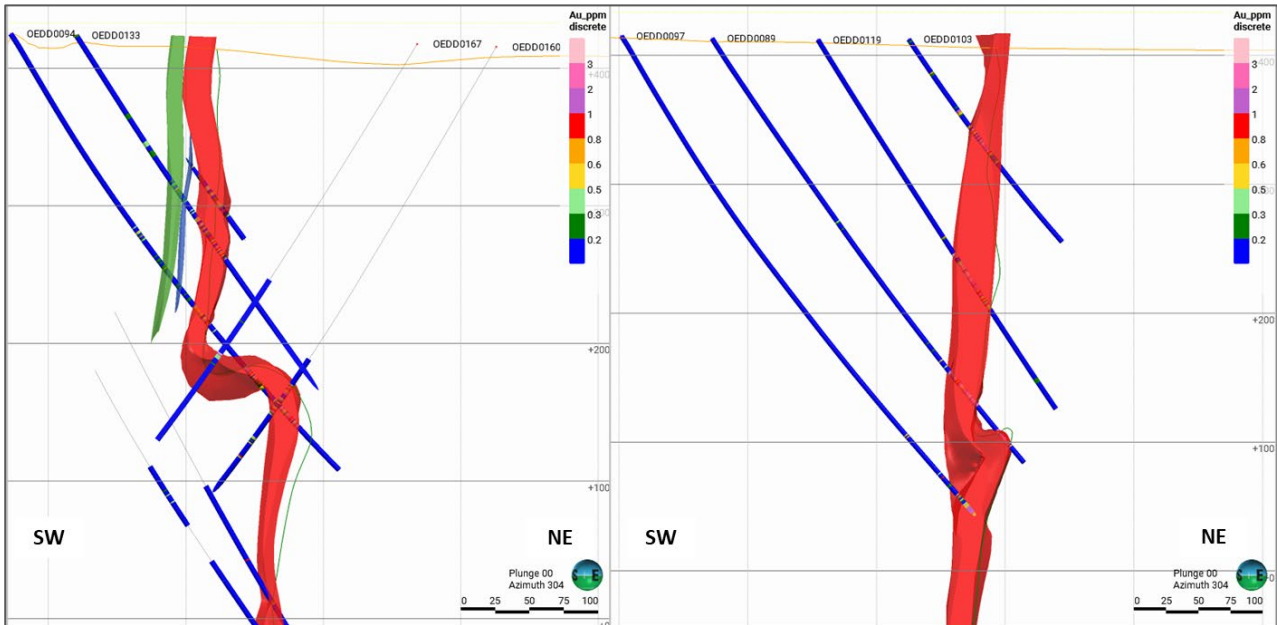 OEDD0094
OEDD0133
OEDD0167
OEDD0160
Au_ppm
discrete
3
2
1
0.8
0.6
0.5
0.3
0.2
+400
+200
+100
SW
NE
Plunge 00
Azimuth 304
0 25 50 75 100
OEDD0097
OEDD0089
OEDD0119
OEDD0103
Au_ppm
discrete
3
2
1
0.8
0.6
0.5
0.3
0.2
+200
+100
SW
NE
Plunge 00
Azimuth 304
0 25 50 75 100